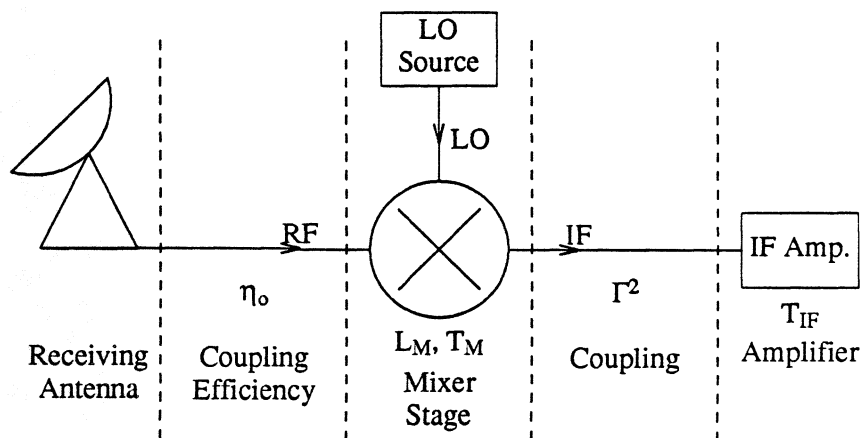 LO
Source
LO
RF
IF
IF Amp.
ηₒ
Γ²
Receiving
Antenna
Coupling
Efficiency
L_M, T_M
Mixer
Stage
Coupling
T_IF
Amplifier